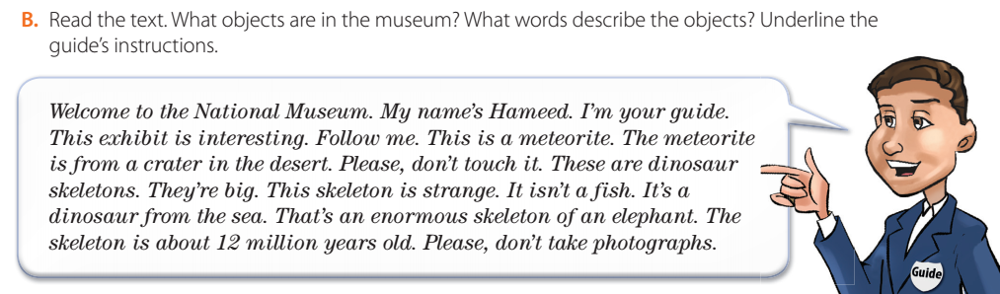 B. Read the text. What objects are in the museum? What words describe the objects? Underline the
guide’s instructions.
Welcome to the National Museum. My name’s Hameed. I’m your guide.
This exhibit is interesting. Follow me. This is a meteorite. The meteorite
is from a crater in the desert. Please, don’t touch it. These are dinosaur
skeletons. They’re big. This skeleton is strange. It isn’t a fish. It’s a
dinosaur from the sea. That’s an enormous skeleton of an elephant. The
skeleton is about 12 million years old. Please, don’t take photographs.
Guide